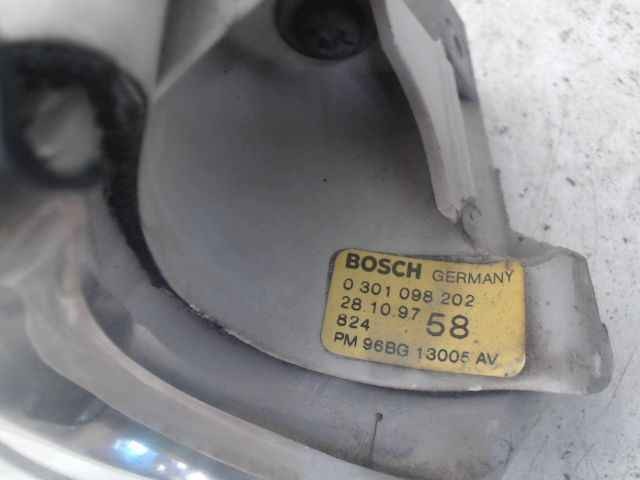 BOSCH GERMANY
0 301 098 202
28.10.97 58
824
PM 96BG 13005 AV